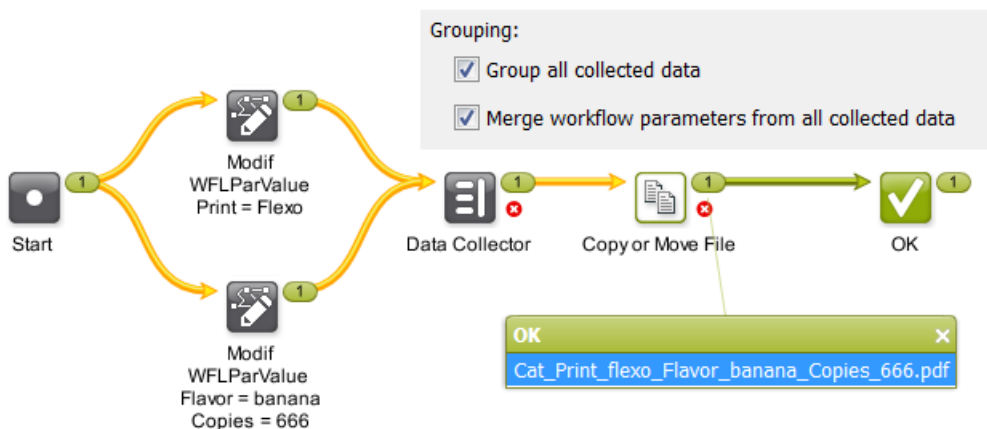 Grouping:
Group all collected data
Merge workflow parameters from all collected data
1
Modif
WFLParValue
Print = Flexo
1
Start
1
Data Collector
1
Copy or Move File
1
OK
1
Modif
WFLParValue
Flavor = banana
Copies = 666
OK
Cat_Print_flexo_Flavor_banana_Copies_666.pdf